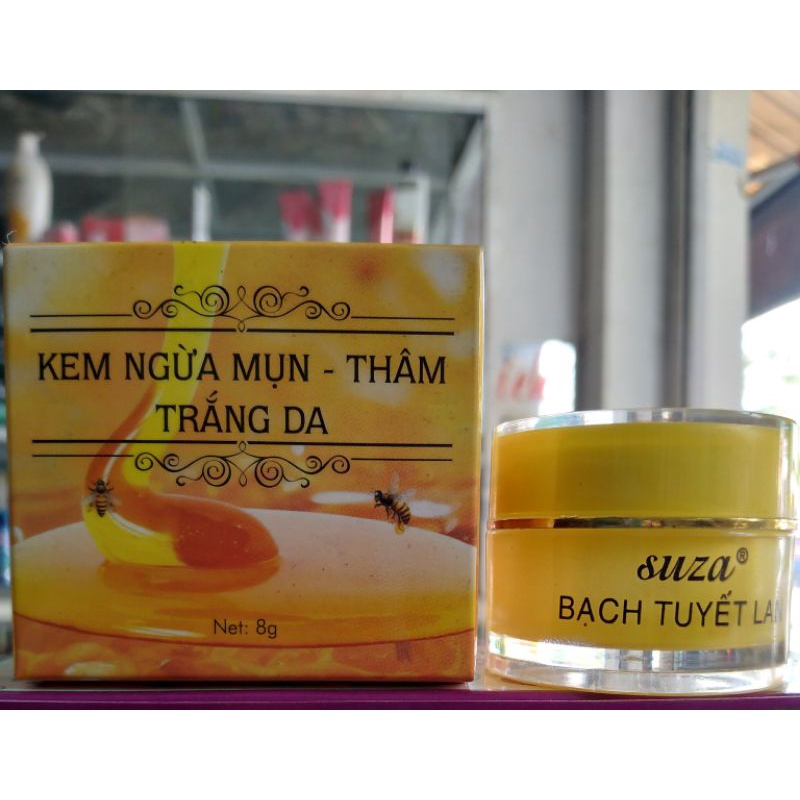 KEM NGỪA MỤN - THÂM
TRẮNG DA
Net: 8g
suza®
BẠCH TUYẾT LAN